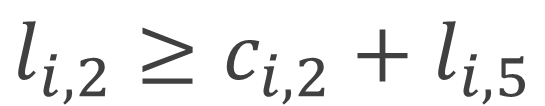 l_{i,2} ≥ c_{i,2} + l_{i,5}